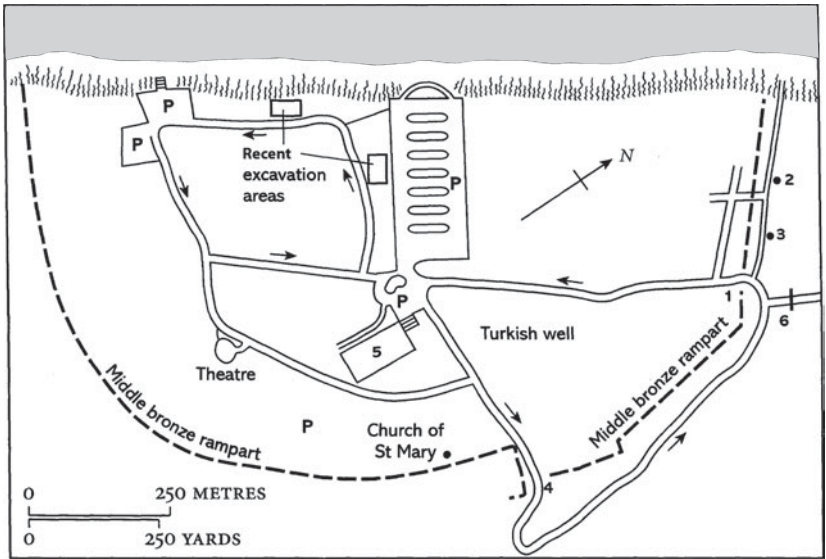 P
P
Recent
excavation
areas
P
N
2
3
1
6
P
5
Turkish well
Theatre
Middle bronze rampart
Middle bronze rampart
P
Church of
St Mary
4
0 250 METRES
0 250 YARDS